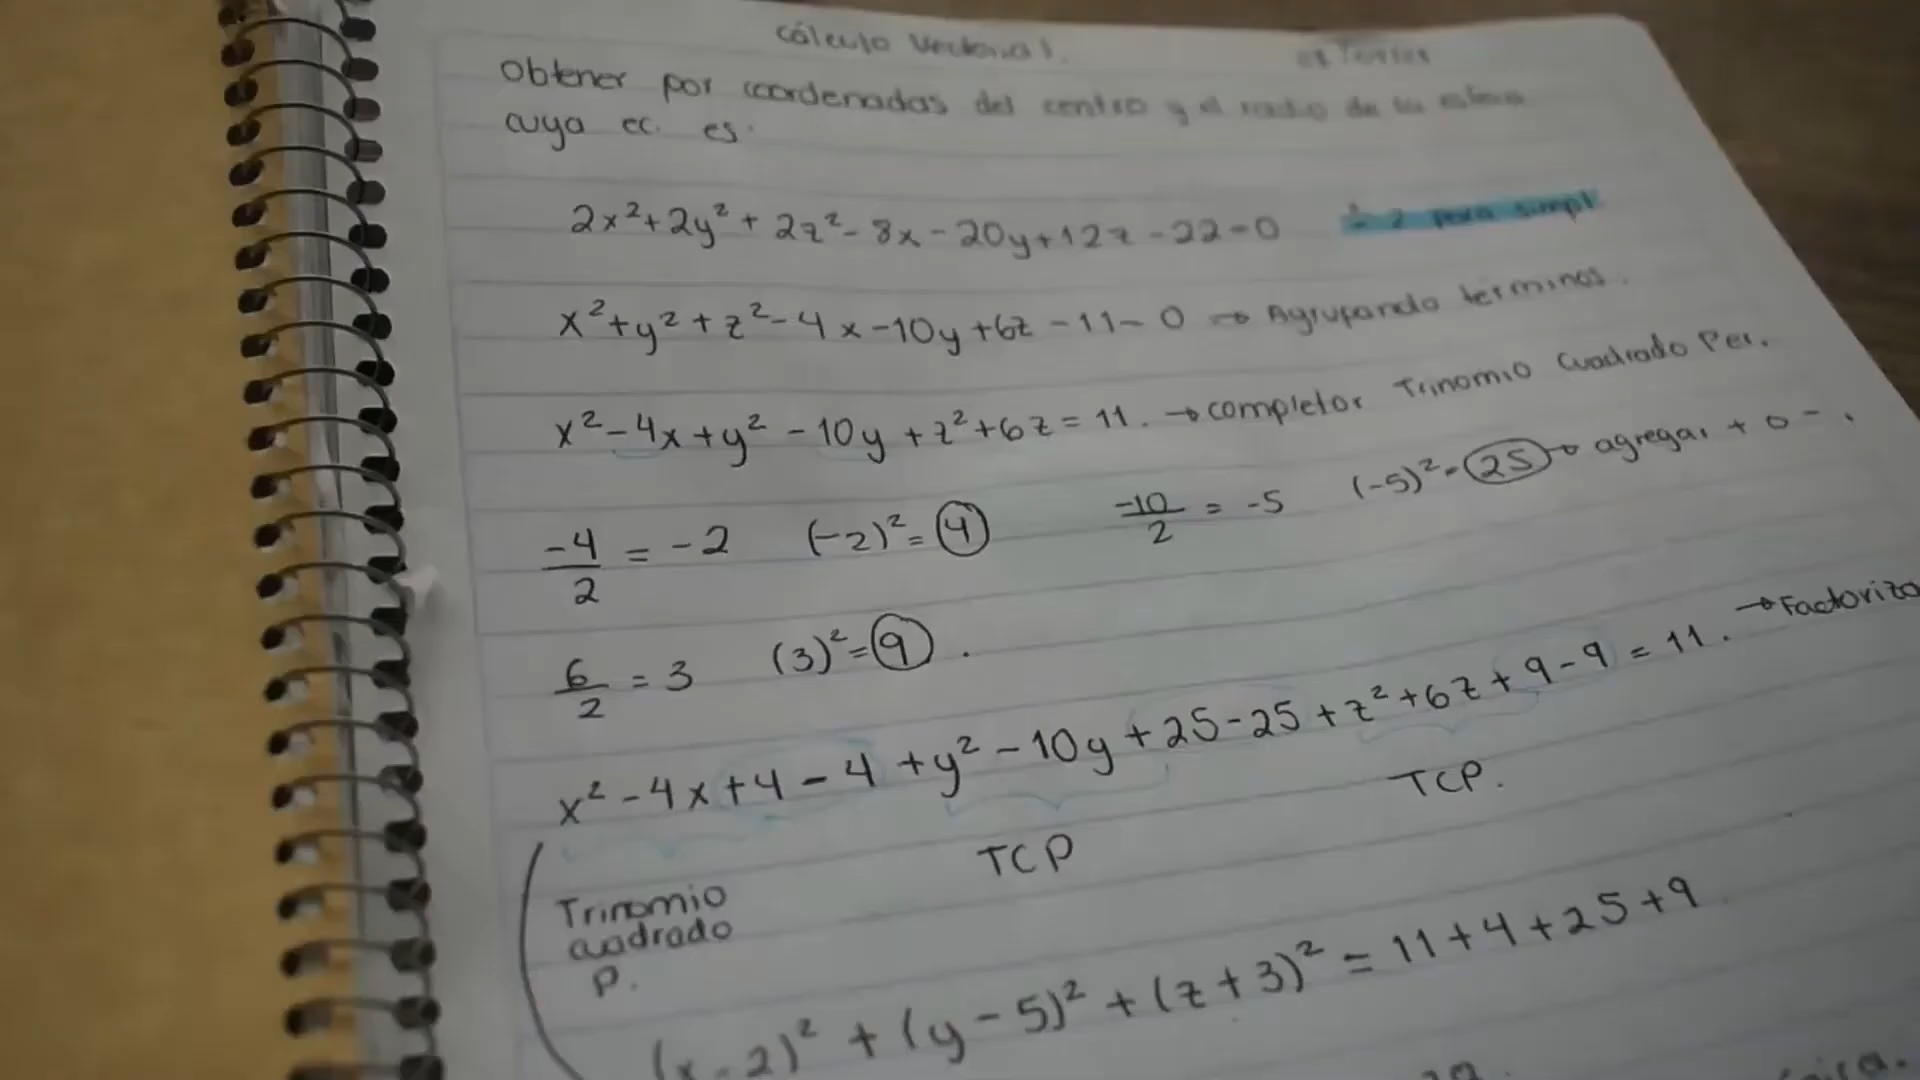 Cálculo Vectorial.
Obtener por coordenadas del centro y el radio de la esfera
cuya ec. es.
2x²+2y²+2z²-8x-20y+12z-22=0 ÷ 2 para simpl
x²+y²+z²-4x-10y+6z-11-0 → Agrupando terminos.
x²-4x+y²-10y+z²+6z=11. → completar Trinomio Cuadrado Per.
-4/2 = -2 (-2)²=4 -10/2 = -5 (-5)²=25 → agregar + o -.
6/2 = 3 (3)²=9.
x²-4x+4-4+y²-10y+25-25+z²+6z+9-9=11. → Factoriza
Trinomio
cuadrado
P.
TCP
TCP.
(x-2)²+(y-5)²+(z+3)²=11+4+25+9